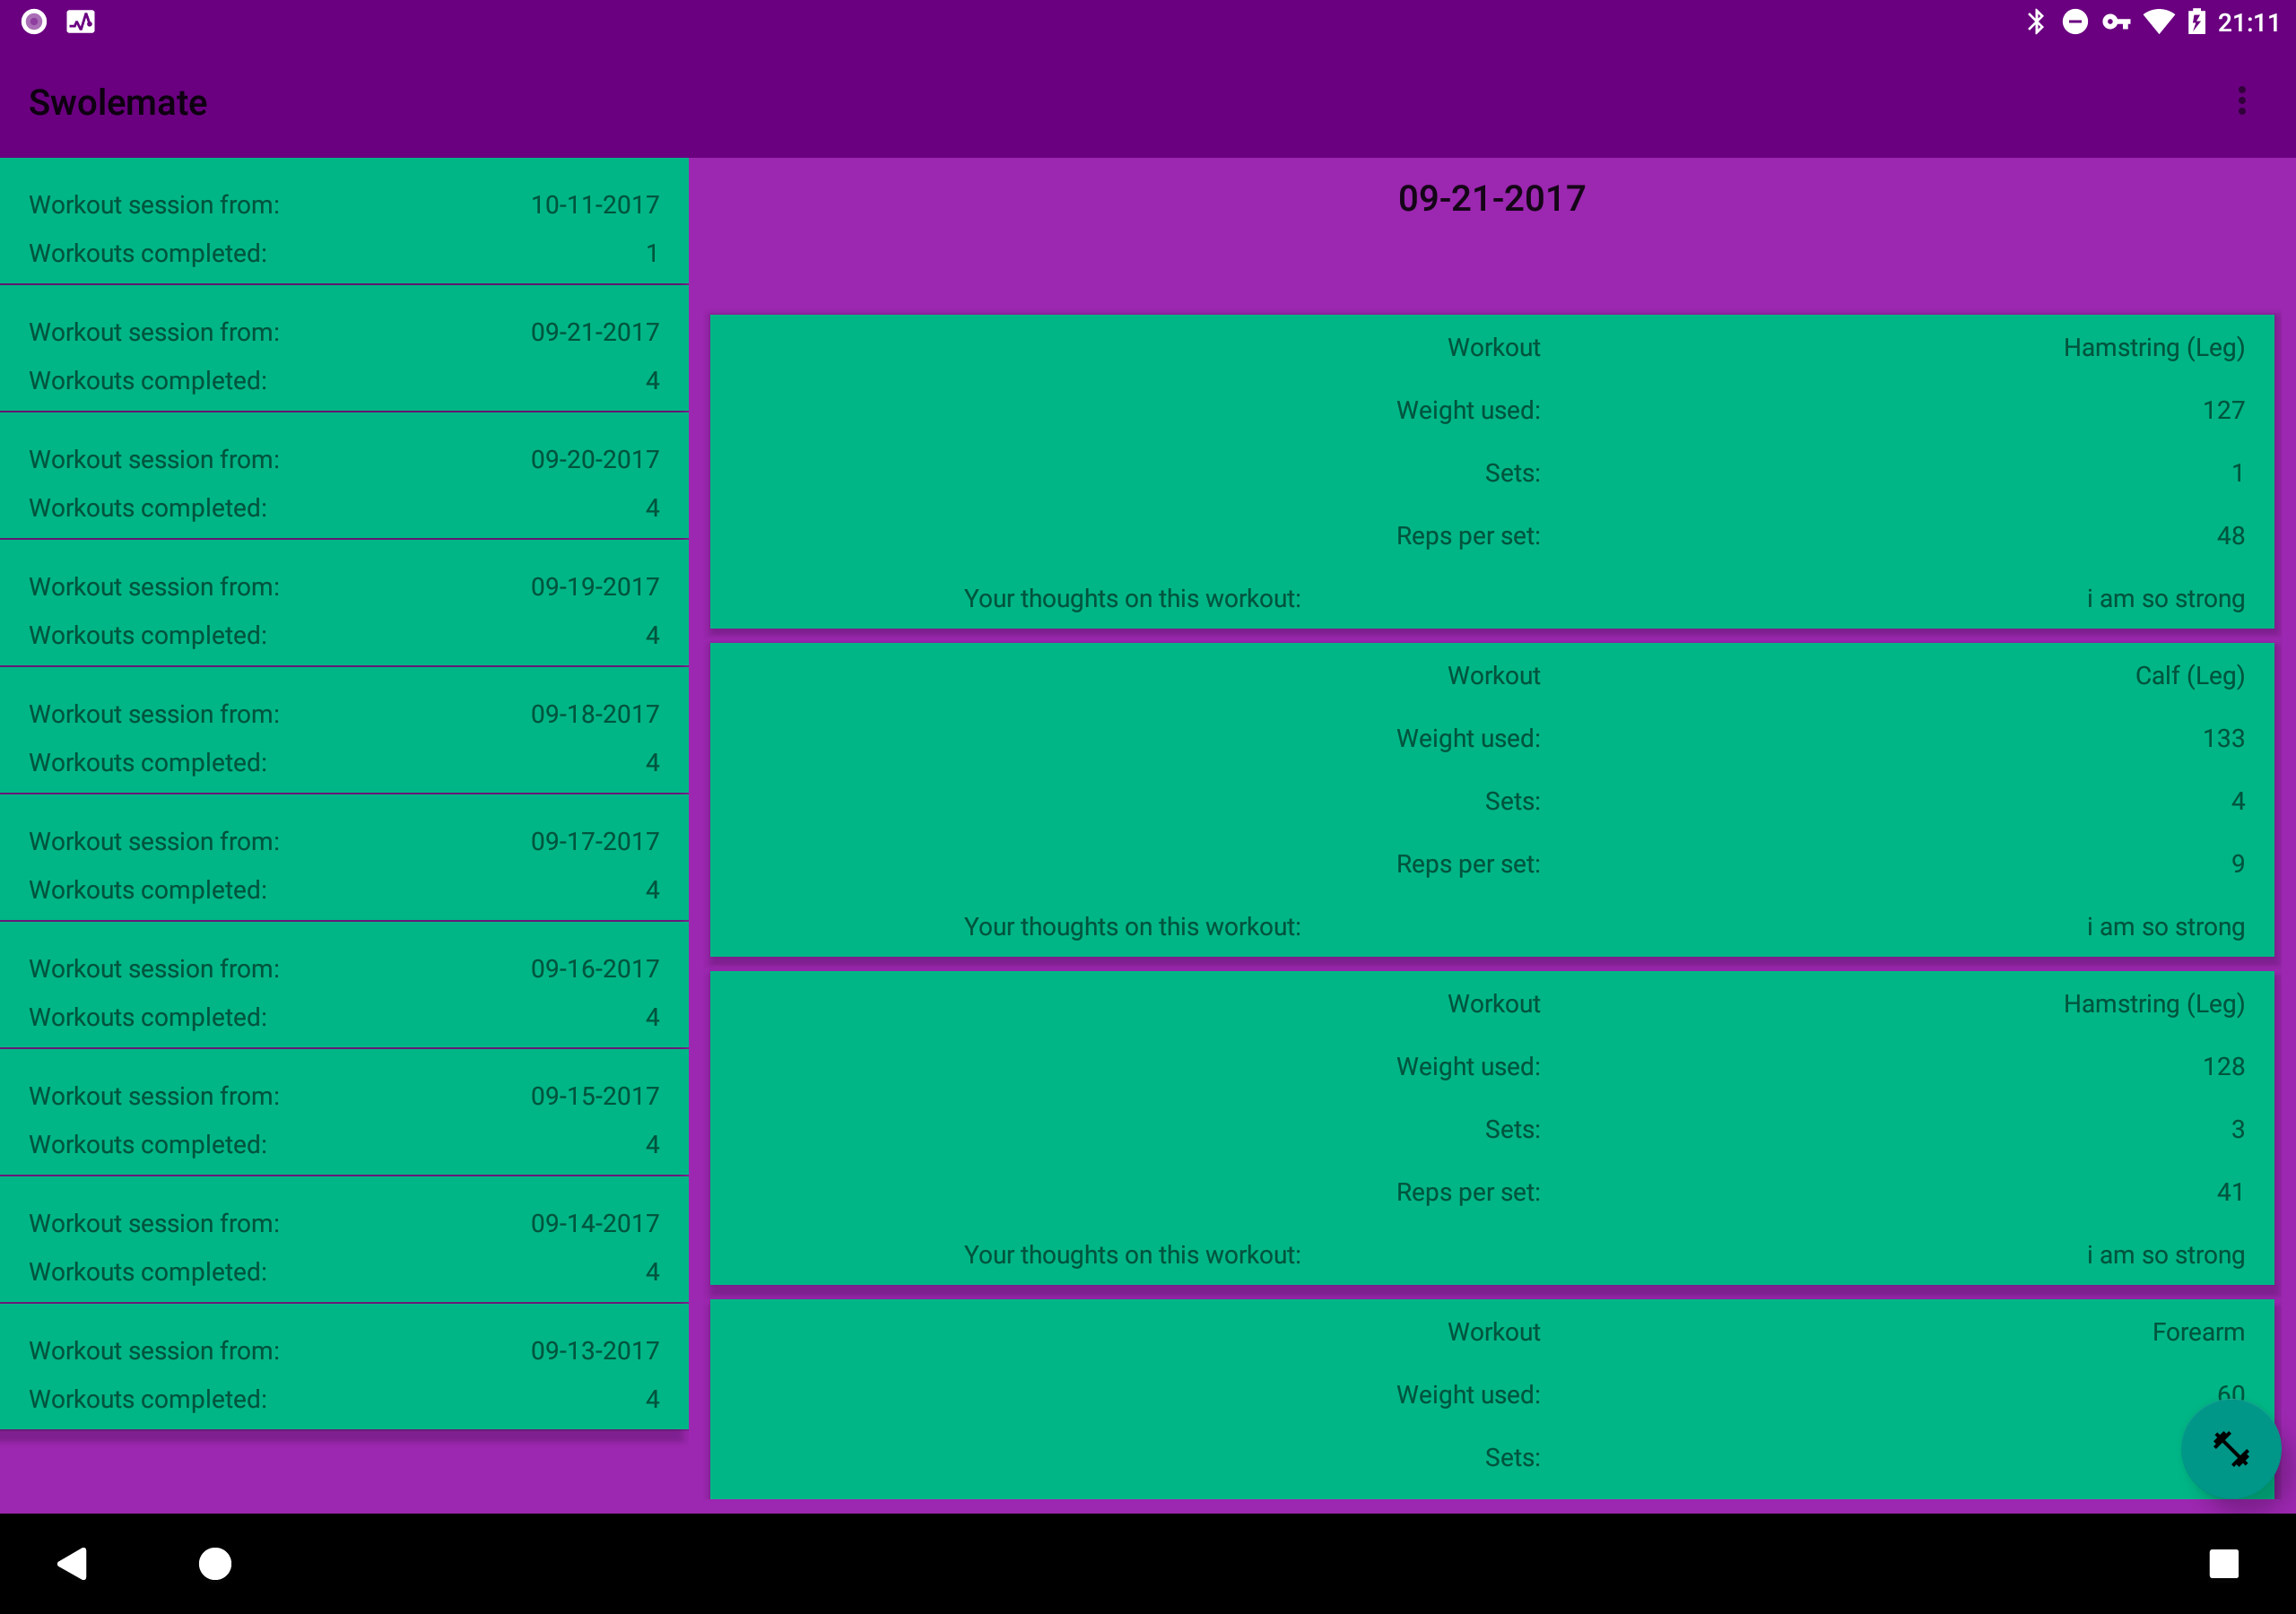 21:11
Swolemate
Workout session from: 10-11-2017
Workouts completed: 1
Workout session from: 09-21-2017
Workouts completed: 4
Workout session from: 09-20-2017
Workouts completed: 4
Workout session from: 09-19-2017
Workouts completed: 4
Workout session from: 09-18-2017
Workouts completed: 4
Workout session from: 09-17-2017
Workouts completed: 4
Workout session from: 09-16-2017
Workouts completed: 4
Workout session from: 09-15-2017
Workouts completed: 4
Workout session from: 09-14-2017
Workouts completed: 4
Workout session from: 09-13-2017
Workouts completed: 4
09-21-2017
Workout Hamstring (Leg)
Weight used: 127
Sets: 1
Reps per set: 48
Your thoughts on this workout: i am so strong
Workout Calf (Leg)
Weight used: 133
Sets: 4
Reps per set: 9
Your thoughts on this workout: i am so strong
Workout Hamstring (Leg)
Weight used: 128
Sets: 3
Reps per set: 41
Your thoughts on this workout: i am so strong
Workout Forearm
Weight used: 60
Sets: